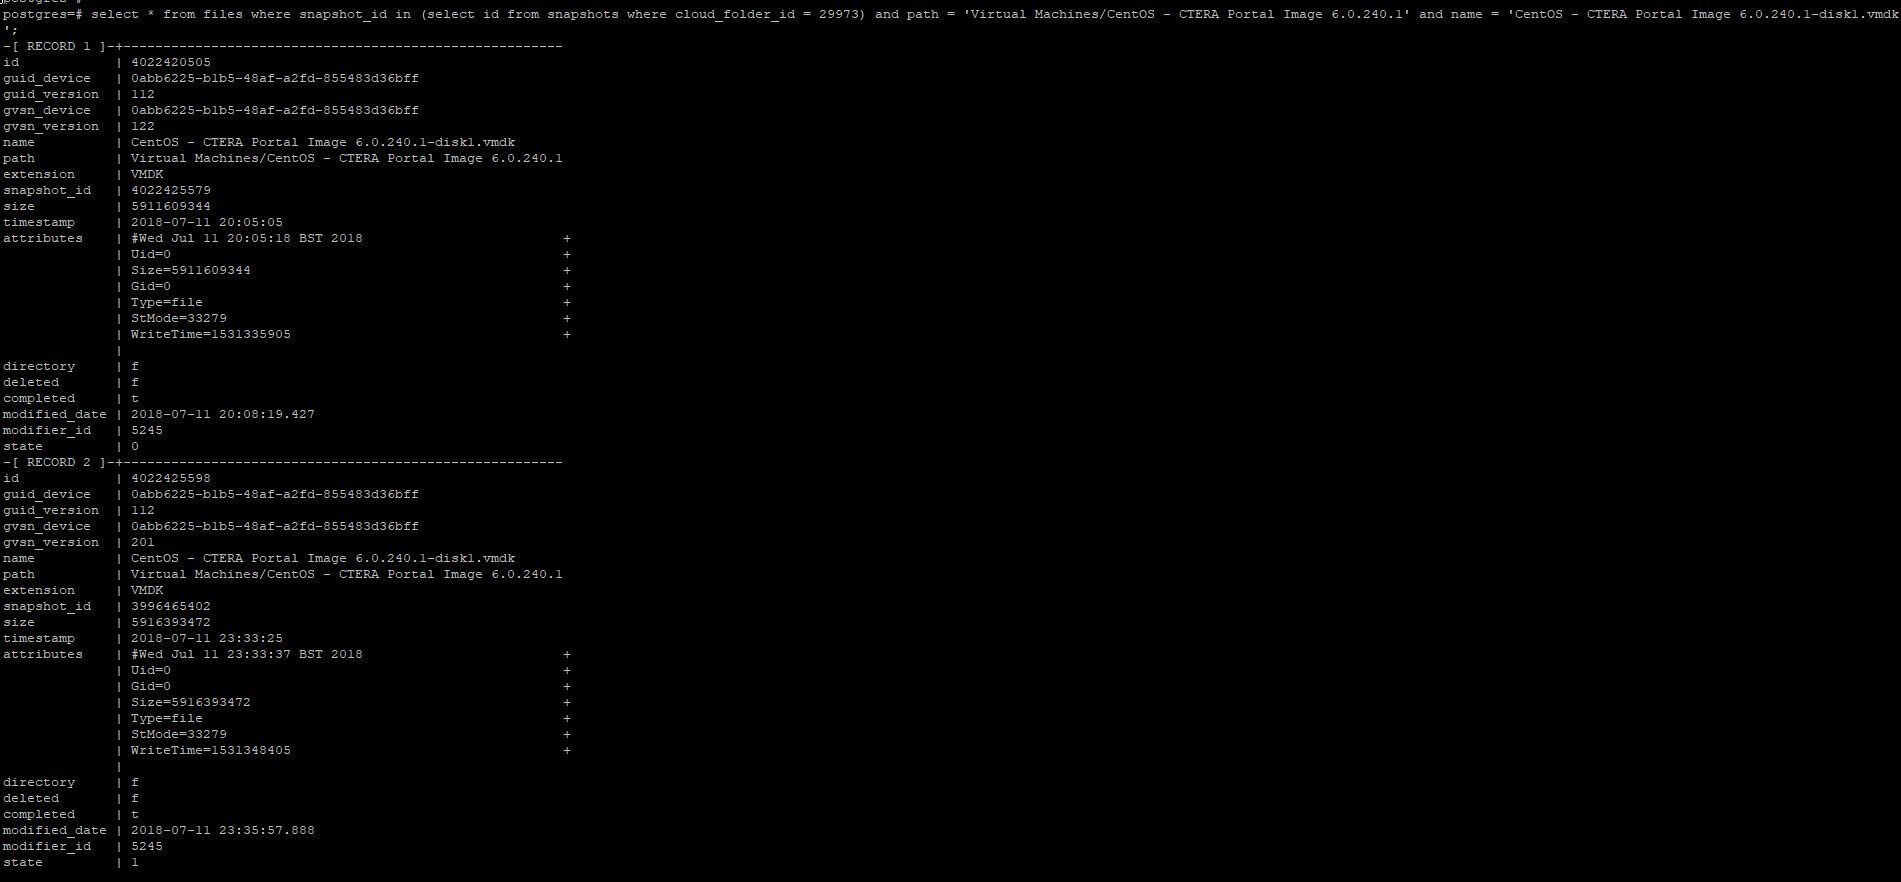 postgres=#
postgres=# select * from files where snapshot_id in (select id from snapshots where cloud_folder_id = 29973) and path = 'Virtual Machines/CentOS - CTERA Portal Image 6.0.240.1' and name = 'CentOS - CTERA Portal Image 6.0.240.1-disk1.vmdk
';
-[ RECORD 1 ]-+-------------------------------------------------------
id            | 4022420505
guid_device   | 0abb6225-b1b5-48af-a2fd-855483d36bff
guid_version  | 112
gvsn_device   | 0abb6225-b1b5-48af-a2fd-855483d36bff
gvsn_version  | 122
name          | CentOS - CTERA Portal Image 6.0.240.1-disk1.vmdk
path          | Virtual Machines/CentOS - CTERA Portal Image 6.0.240.1
extension     | VMDK
snapshot_id   | 4022425579
size          | 5911609344
timestamp     | 2018-07-11 20:05:05
attributes    | #Wed Jul 11 20:05:18 BST 2018                         +
              | Uid=0                                                 +
              | Size=5911609344                                       +
              | Gid=0                                                 +
              | Type=file                                             +
              | StMode=33279                                          +
              | WriteTime=1531335905                                  +
              |
directory     | f
deleted       | f
completed     | t
modified_date | 2018-07-11 20:08:19.427
modifier_id   | 5245
state         | 0
-[ RECORD 2 ]-+-------------------------------------------------------
id            | 4022425598
guid_device   | 0abb6225-b1b5-48af-a2fd-855483d36bff
guid_version  | 112
gvsn_device   | 0abb6225-b1b5-48af-a2fd-855483d36bff
gvsn_version  | 201
name          | CentOS - CTERA Portal Image 6.0.240.1-disk1.vmdk
path          | Virtual Machines/CentOS - CTERA Portal Image 6.0.240.1
extension     | VMDK
snapshot_id   | 3996465402
size          | 5916393472
timestamp     | 2018-07-11 23:33:25
attributes    | #Wed Jul 11 23:33:37 BST 2018                         +
              | Uid=0                                                 +
              | Gid=0                                                 +
              | Size=5916393472                                       +
              | Type=file                                             +
              | StMode=33279                                          +
              | WriteTime=1531348405                                  +
              |
directory     | f
deleted       | f
completed     | t
modified_date | 2018-07-11 23:35:57.888
modifier_id   | 5245
state         | 1